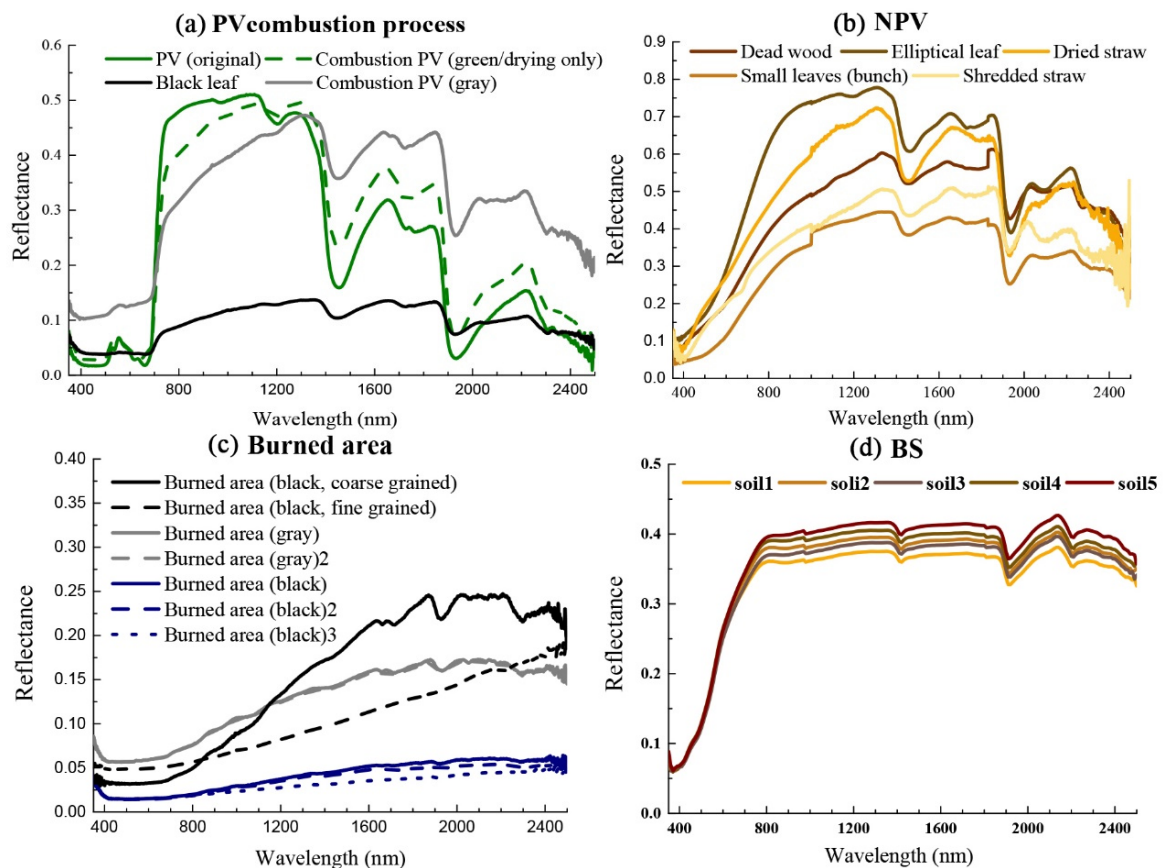 (a) PVcombustion process
PV (original)
Combustion PV (green/drying only)
Black leaf
Combustion PV (gray)
Reflectance
0.6
0.5
0.4
0.3
0.2
0.1
0.0
400 800 1200 1600 2000 2400
Wavelength (nm)
(b) NPV
Dead wood
Elliptical leaf
Dried straw
Small leaves (bunch)
Shredded straw
Reflectance
0.9
0.8
0.7
0.6
0.5
0.4
0.3
0.2
0.1
0.0
400 800 1200 1600 2000 2400
Wavelength (nm)
(c) Burned area
Burned area (black, coarse grained)
Burned area (black, fine grained)
Burned area (gray)
Burned area (gray)2
Burned area (black)
Burned area (black)2
Burned area (black)3
Reflectance
0.40
0.35
0.30
0.25
0.20
0.15
0.10
0.05
0.00
400 800 1200 1600 2000 2400
Wavelength (nm)
(d) BS
soil1 soli2 soil3 soil4 soil5
Reflectance
0.5
0.4
0.3
0.2
0.1
0.0
400 800 1200 1600 2000 2400
Wavelength (nm)